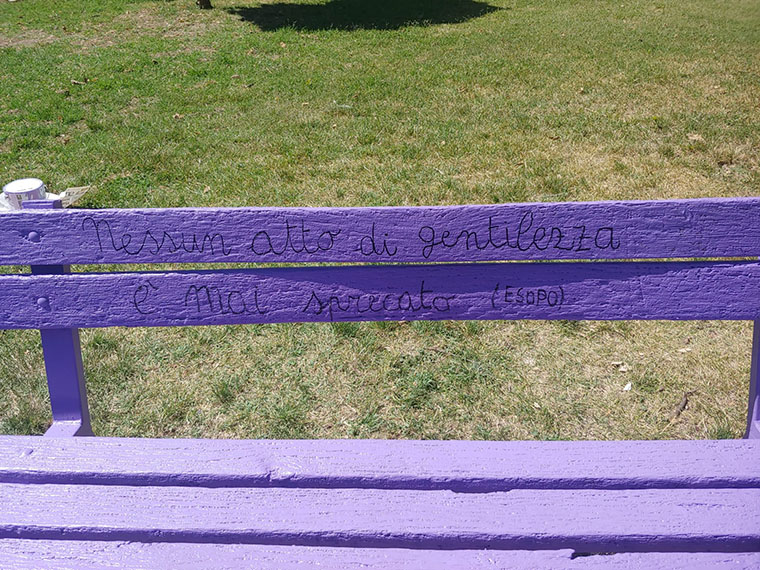 Nessun atto di gentilezza
è mai sprecato (ESOPO)